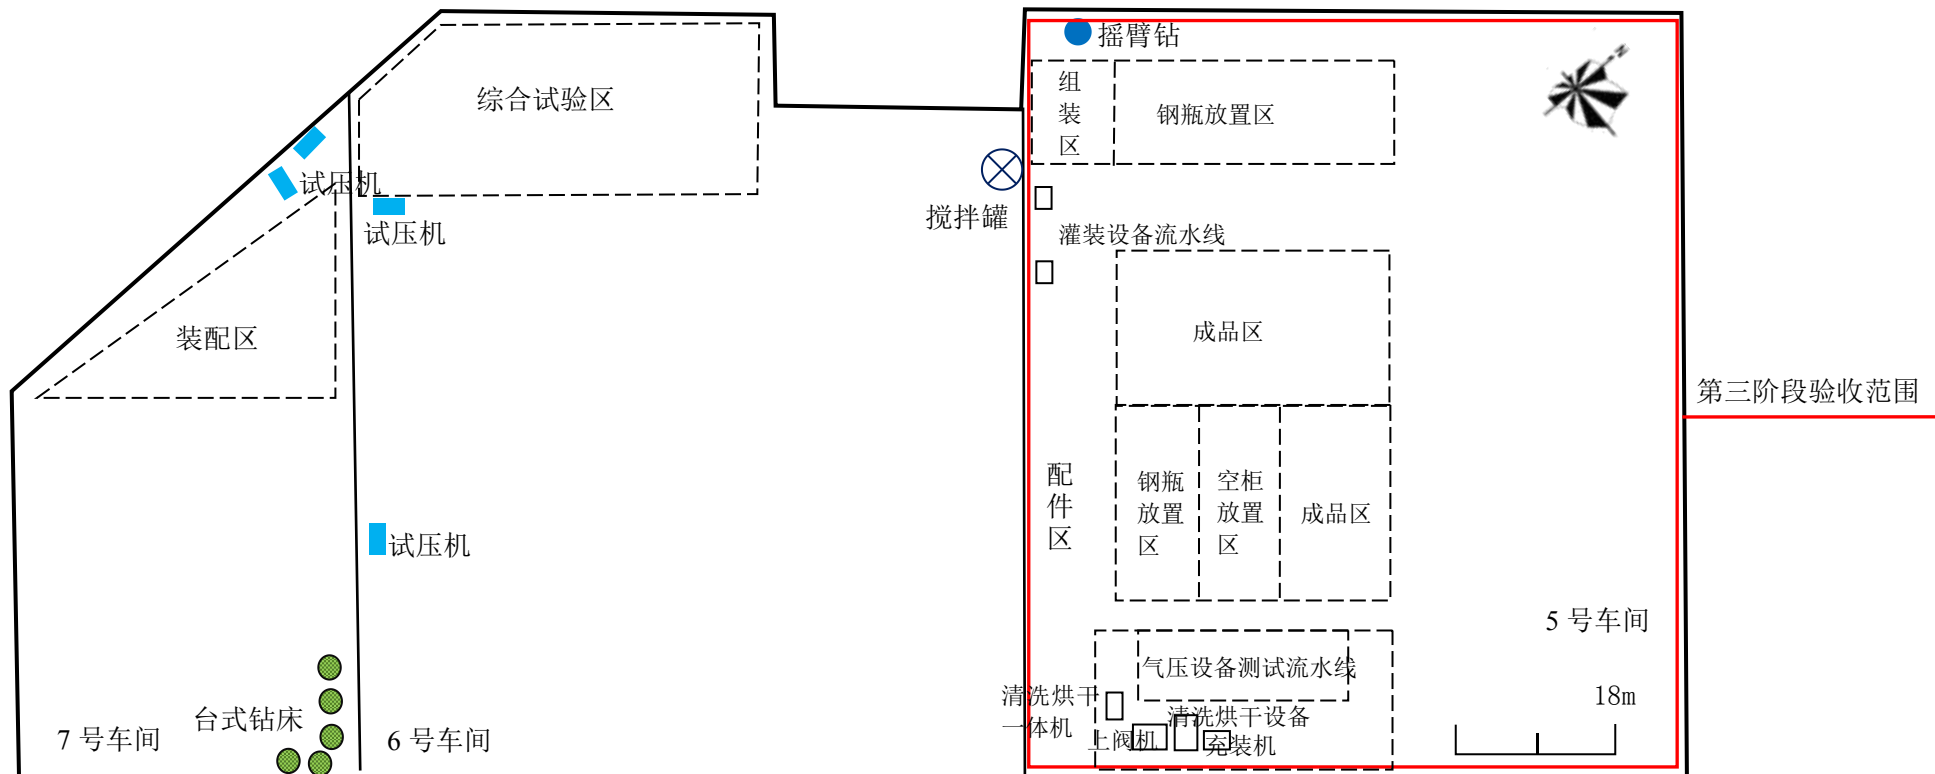 摇臂钻
N
综合试验区
组
装
区
钢瓶放置区
试压机
试压机
搅拌罐
灌装设备流水线
装配区
成品区
第三阶段验收范围
配
件
区
钢瓶
放置
区
空柜
放置
区
成品区
试压机
5 号车间
气压设备测试流水线
清洗烘干
一体机
18m
台式钻床
清洗烘干设备
7 号车间
6 号车间
上阀机
充装机